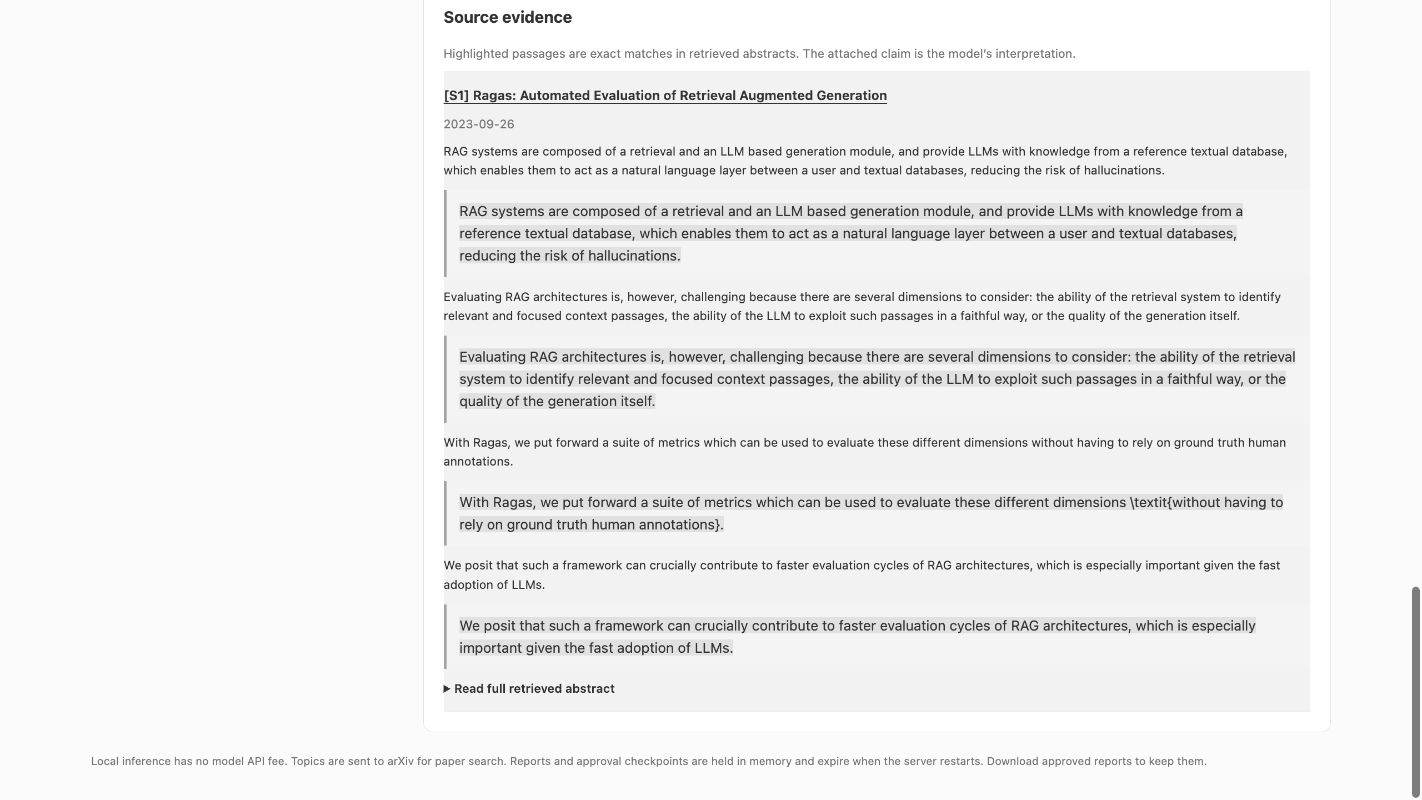 Source evidence
Highlighted passages are exact matches in retrieved abstracts. The attached claim is the model's interpretation.
[S1] Ragas: Automated Evaluation of Retrieval Augmented Generation
2023-09-26
RAG systems are composed of a retrieval and an LLM based generation module, and provide LLMs with knowledge from a reference textual database,
which enables them to act as a natural language layer between a user and textual databases, reducing the risk of hallucinations.
RAG systems are composed of a retrieval and an LLM based generation module, and provide LLMs with knowledge from a
reference textual database, which enables them to act as a natural language layer between a user and textual databases,
reducing the risk of hallucinations.
Evaluating RAG architectures is, however, challenging because there are several dimensions to consider: the ability of the retrieval system to identify
relevant and focused context passages, the ability of the LLM to exploit such passages in a faithful way, or the quality of the generation itself.
Evaluating RAG architectures is, however, challenging because there are several dimensions to consider: the ability of the retrieval
system to identify relevant and focused context passages, the ability of the LLM to exploit such passages in a faithful way, or the
quality of the generation itself.
With Ragas, we put forward a suite of metrics which can be used to evaluate these different dimensions without having to rely on ground truth human
annotations.
With Ragas, we put forward a suite of metrics which can be used to evaluate these different dimensions \textit{without having to
rely on ground truth human annotations}.
We posit that such a framework can crucially contribute to faster evaluation cycles of RAG architectures, which is especially important given the fast
adoption of LLMs.
We posit that such a framework can crucially contribute to faster evaluation cycles of RAG architectures, which is especially
important given the fast adoption of LLMs.
▶ Read full retrieved abstract
Local inference has no model API fee. Topics are sent to arXiv for paper search. Reports and approval checkpoints are held in memory and expire when the server restarts. Download approved reports to keep them.